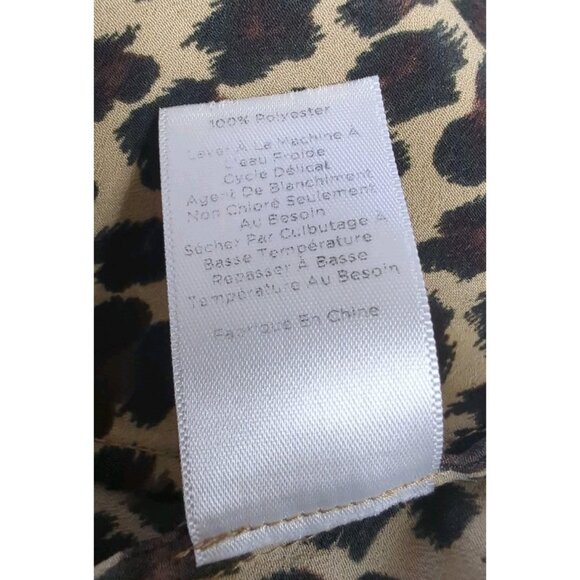 100% Polyester
Laver À La Machine À
L'eau Froide
Cycle Délicat
Agent De Blanchiment
Non Chloré Seulement
Au Besoin
Sécher Par Culbutage À
Basse Température
Repasser À Basse
Température Au Besoin
Fabriqué En Chine